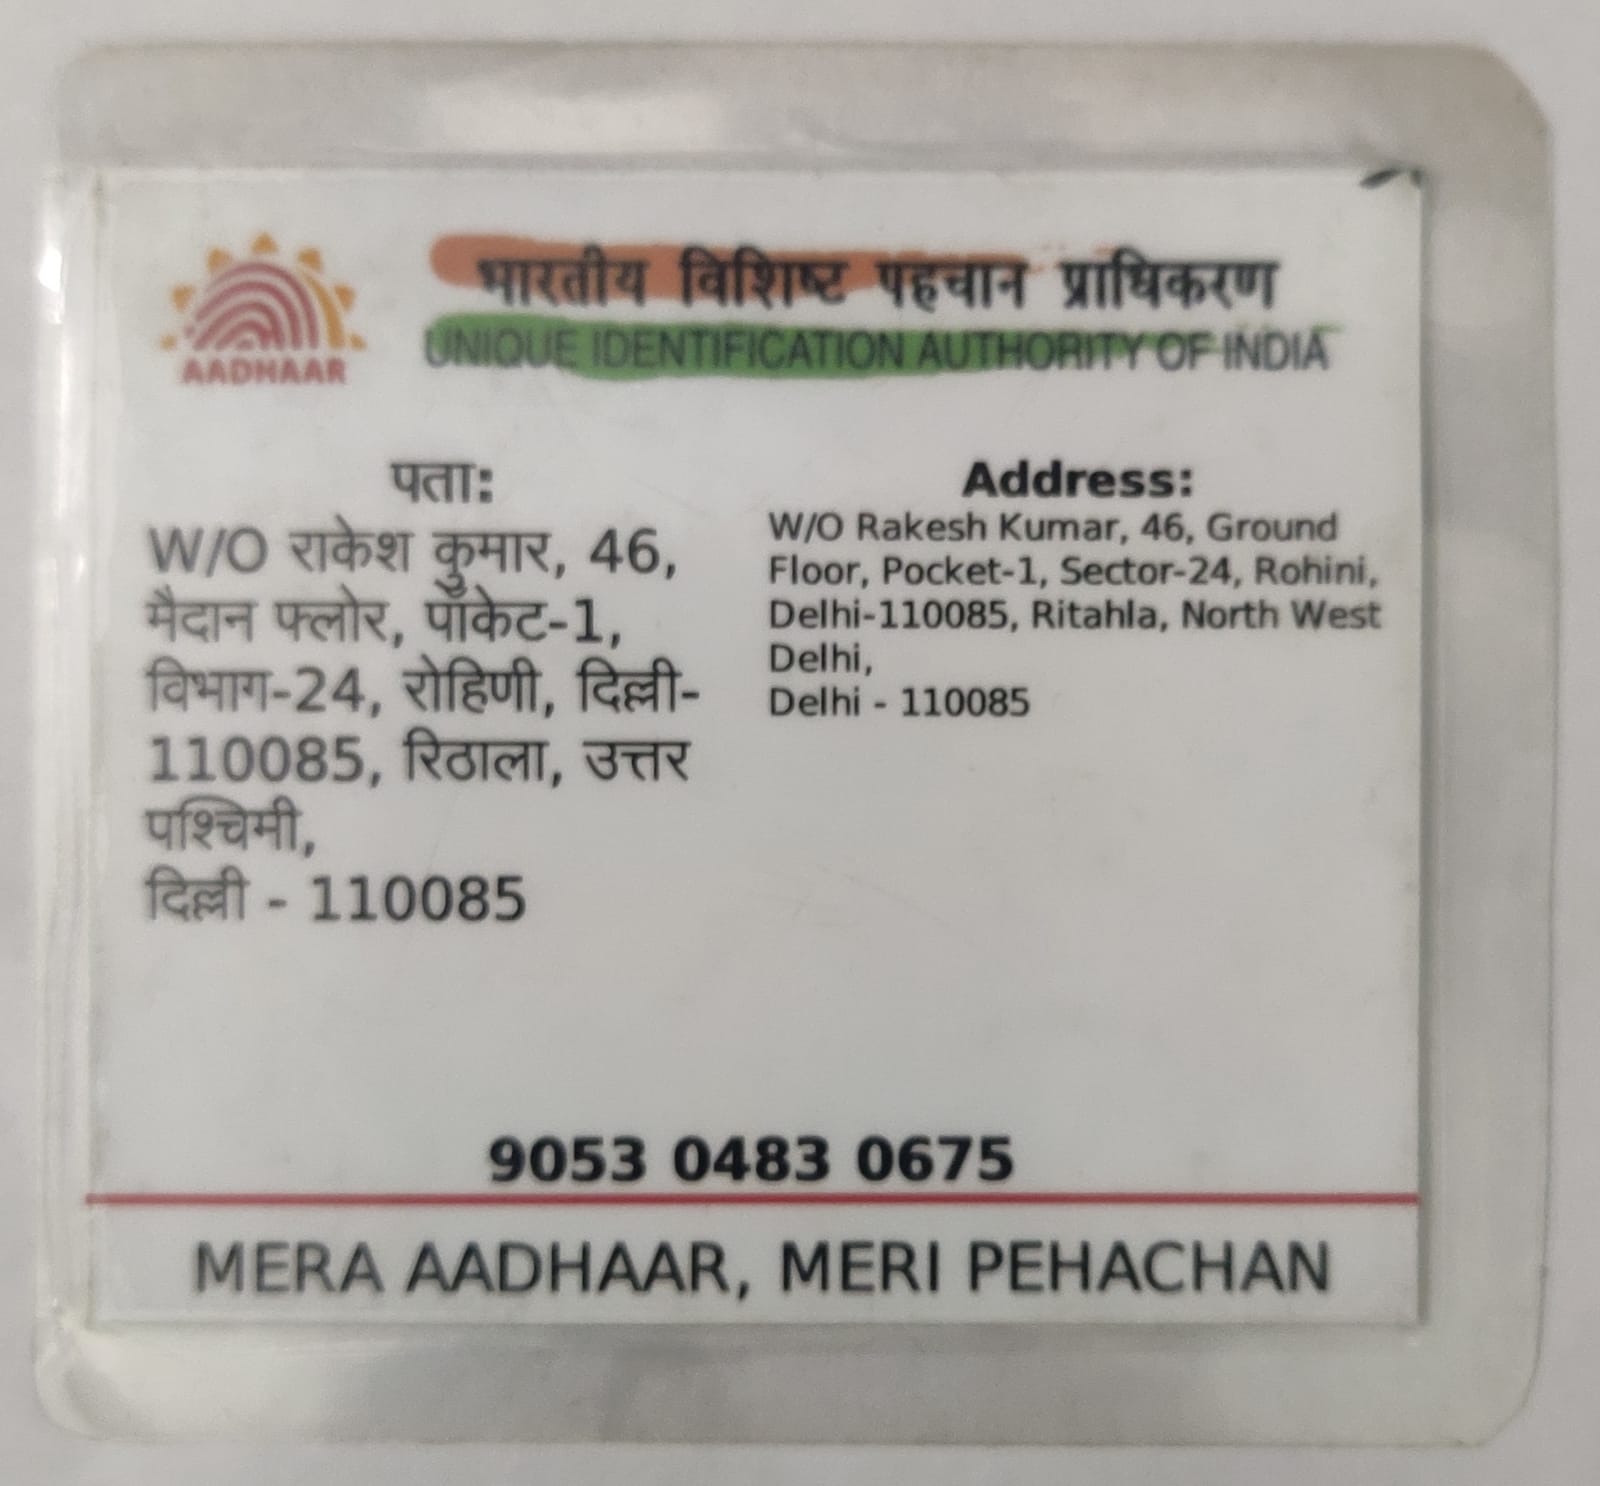 भारतीय विशिष्ट पहचान प्राधिकरण
UNIQUE IDENTIFICATION AUTHORITY OF INDIA
AADHAAR
पता:
W/O राकेश कुमार, 46,
मैदान फ्लोर, पॉकेट-1,
विभाग-24, रोहिणी, दिल्ली-
110085, रिठाला, उत्तर
पश्चिमी,
दिल्ली - 110085
Address:
W/O Rakesh Kumar, 46, Ground
Floor, Pocket-1, Sector-24, Rohini,
Delhi-110085, Ritahla, North West
Delhi,
Delhi - 110085
9053 0483 0675
MERA AADHAAR, MERI PEHACHAN